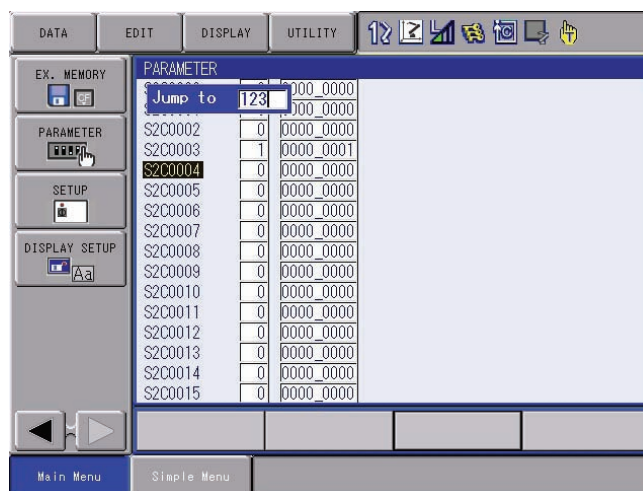 DATA EDIT DISPLAY UTILITY
EX. MEMORY
CF
PARAMETER
SETUP
DISPLAY SETUP
Aa
PARAMETER
Jump to 123
0000_0000
0000_0000
S2C0002 0 0000_0000
S2C0003 1 0000_0001
S2C0004 0 0000_0000
S2C0005 0 0000_0000
S2C0006 0 0000_0000
S2C0007 0 0000_0000
S2C0008 0 0000_0000
S2C0009 0 0000_0000
S2C0010 0 0000_0000
S2C0011 0 0000_0000
S2C0012 0 0000_0000
S2C0013 0 0000_0000
S2C0014 0 0000_0000
S2C0015 0 0000_0000
Main Menu Simple Menu